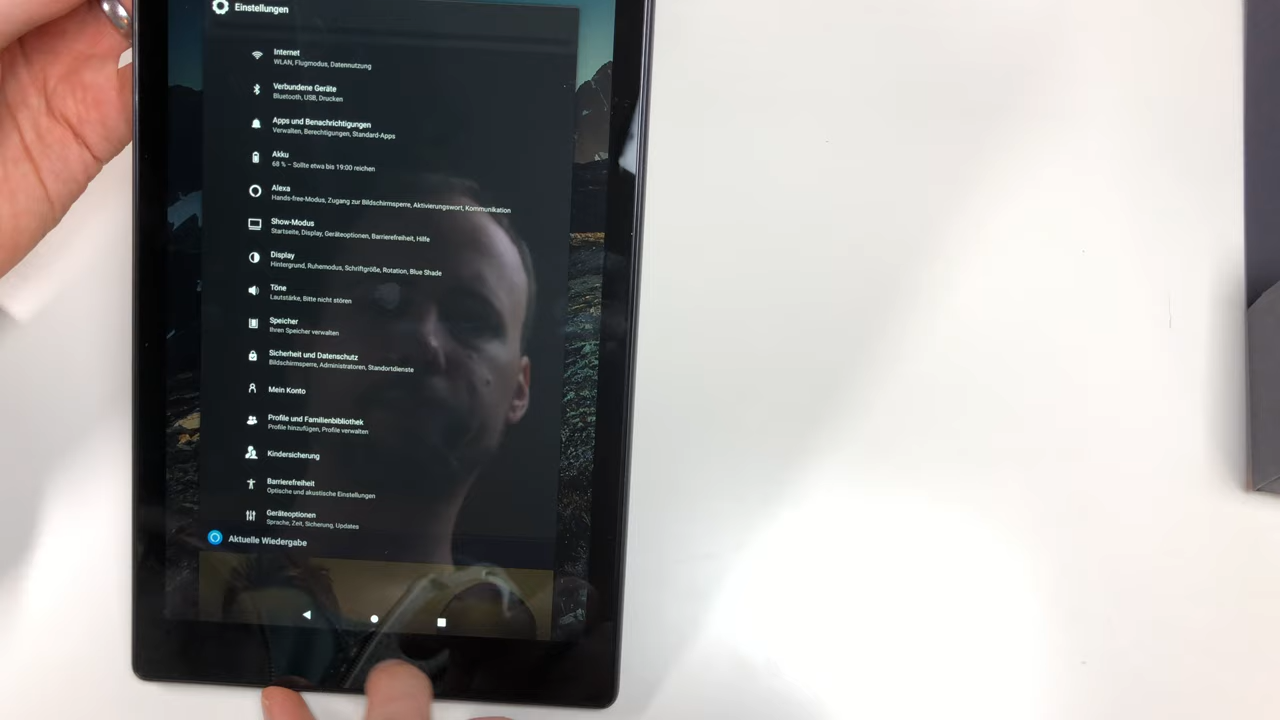 Einstellungen
Internet
WLAN, Flugmodus, Datennutzung
Verbundene Geräte
Bluetooth, USB, Drucken
Apps und Benachrichtigungen
Verwalten, Berechtigungen, Standard-Apps
Akku
68 % – Sollte etwa bis 19:00 reichen
Alexa
Hands-free-Modus, Zugang zur Bildschirmsperre, Aktivierungswort, Kommunikation
Show-Modus
Startseite, Display, Geräteoptionen, Barrierefreiheit, Hilfe
Display
Hintergrund, Ruhemodus, Schriftgröße, Rotation, Blue Shade
Töne
Lautstärke, Bitte nicht stören
Speicher
Ihren Speicher verwalten
Sicherheit und Datenschutz
Bildschirmsperre, Administratoren, Standortdienste
Mein Konto
Profile und Familienbibliothek
Profile hinzufügen, Profile verwalten
Kindersicherung
Barrierefreiheit
Optische und akustische Einstellungen
Geräteoptionen
Sprache, Zeit, Sicherung, Updates
Aktuelle Wiedergabe